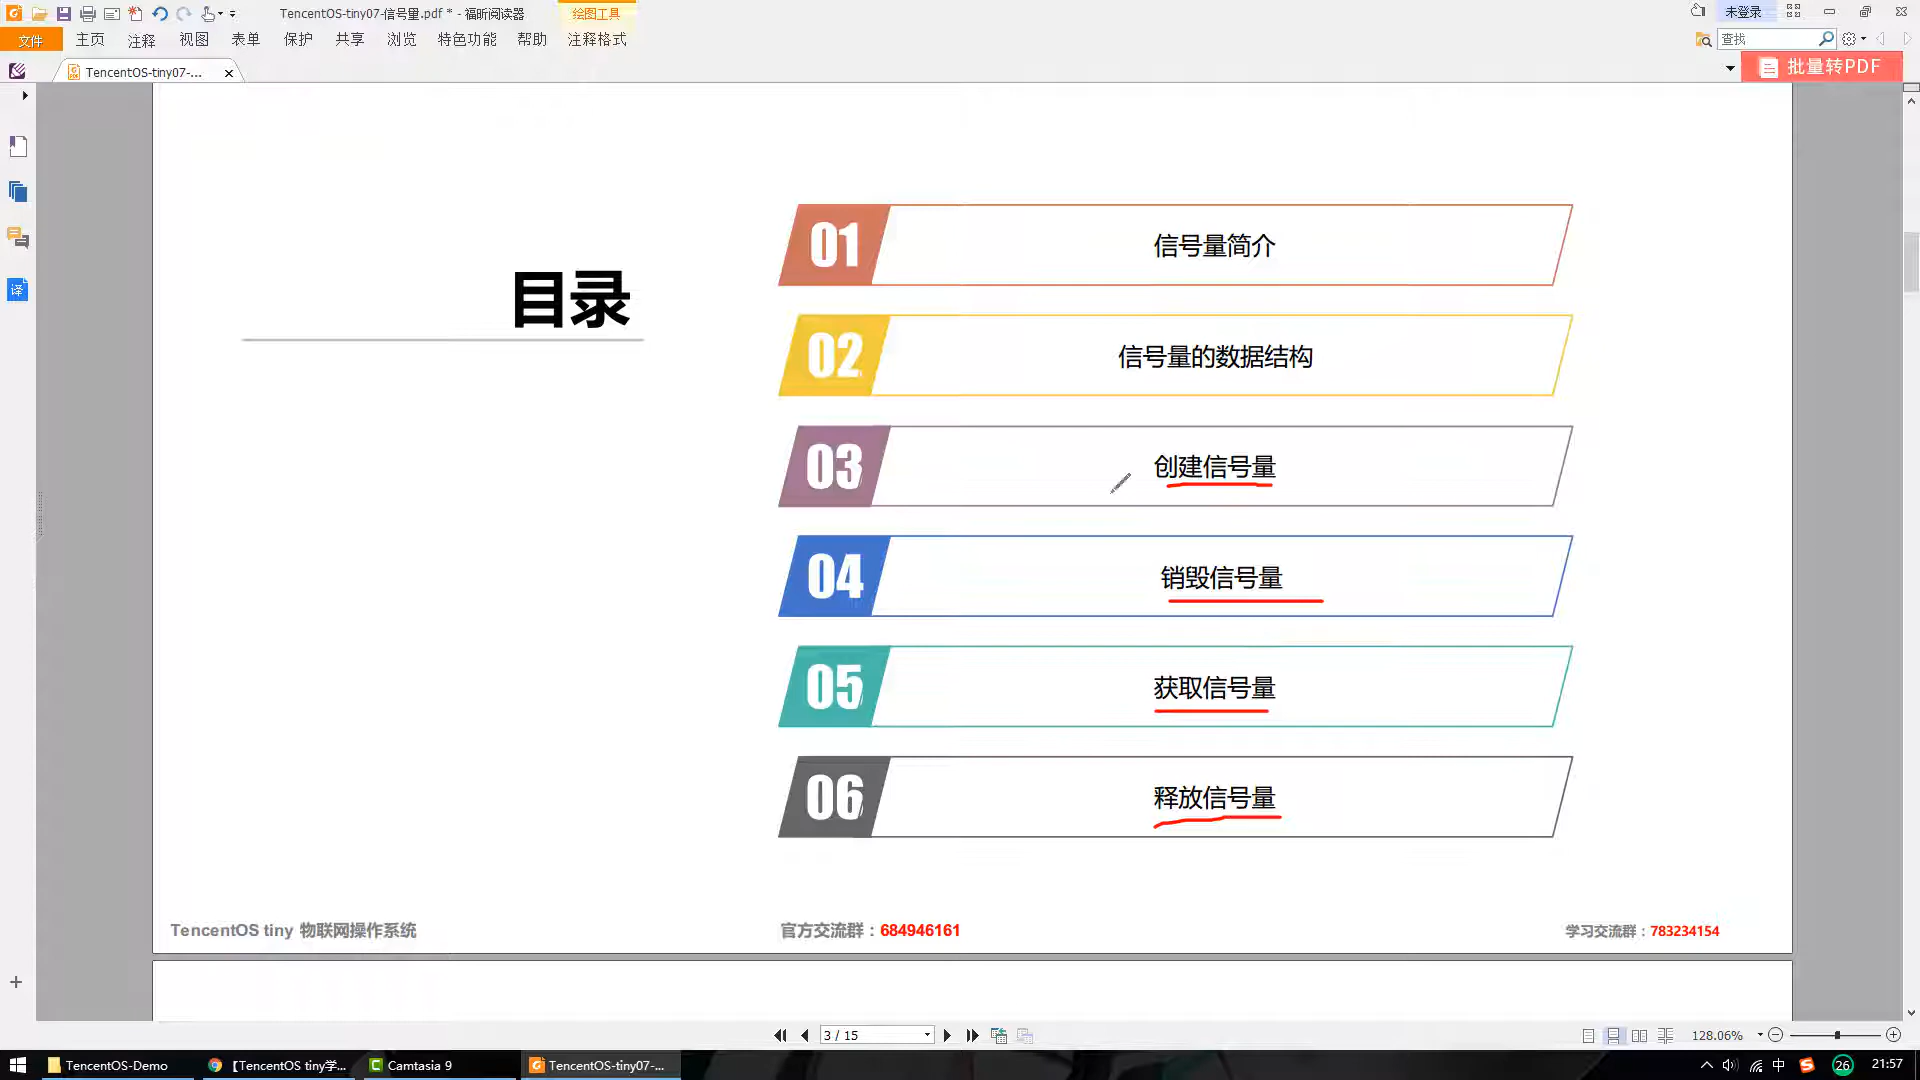 TencentOS-tiny07-信号量.pdf * - 福昕阅读器
绘图工具
未登录
文件
主页
注释
视图
表单
保护
共享
浏览
特色功能
帮助
注释格式
查找
TencentOS-tiny07-...
批量转PDF
译
目录
01
信号量简介
02
信号量的数据结构
03
创建信号量
04
销毁信号量
05
获取信号量
06
释放信号量
TencentOS tiny 物联网操作系统
官方交流群：684946161
学习交流群：783234154
3 / 15
128.06%
TencentOS-Demo
【TencentOS tiny学...
Camtasia 9
TencentOS-tiny07-...
中
26
21:57